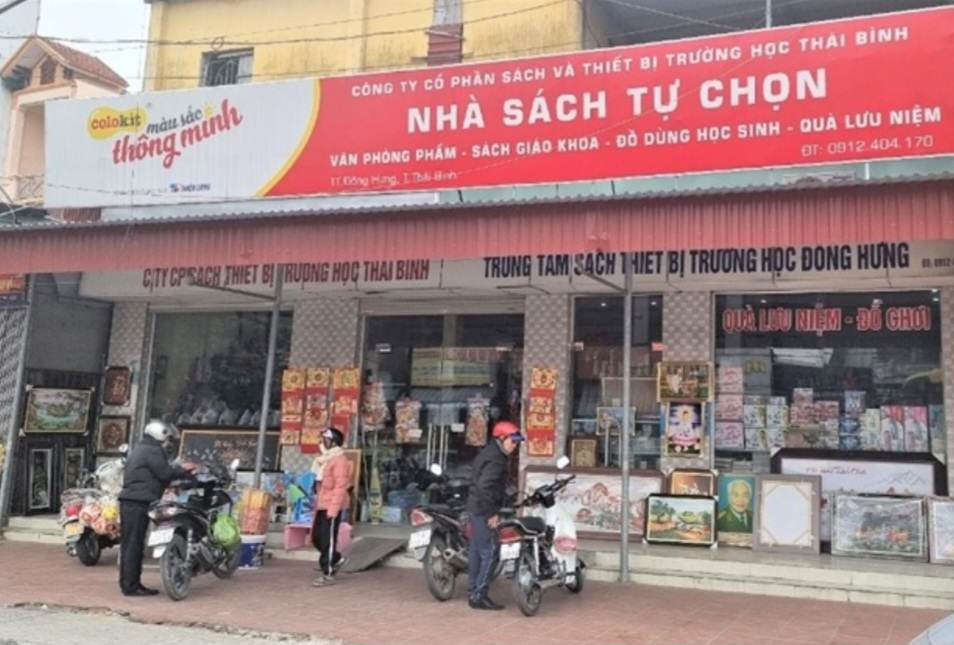 colokit
màu sắc
thông minh
THIÊN LONG
CÔNG TY CỔ PHẦN SÁCH VÀ THIẾT BỊ TRƯỜNG HỌC THÁI BÌNH
NHÀ SÁCH TỰ CHỌN
VĂN PHÒNG PHẨM - SÁCH GIÁO KHOA - ĐỒ DÙNG HỌC SINH - QUÀ LƯU NIỆM
TT. Đông Hưng, T. Thái Bình
ĐT: 0912.404.170
C.TY CP SÁCH THIẾT BỊ TRƯỜNG HỌC THÁI BÌNH
TRUNG TÂM SÁCH THIẾT BỊ TRƯỜNG HỌC ĐÔNG HƯNG
QUÀ LƯU NIỆM - ĐỒ CHƠI